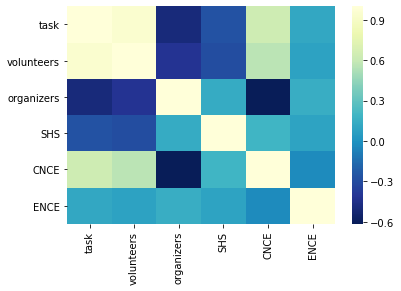 task
volunteers
organizers
SHS
CNCE
ENCE
task
volunteers
organizers
SHS
CNCE
ENCE
0.9
0.6
0.3
0.0
−0.3
−0.6